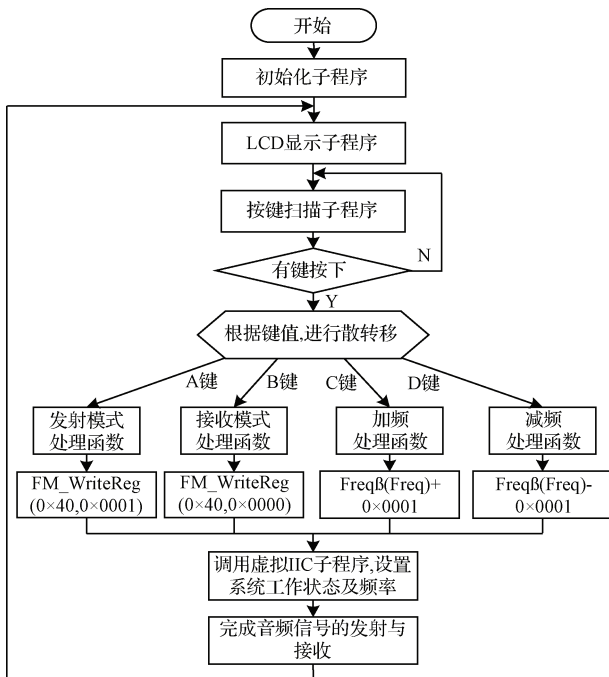 开始
初始化子程序
LCD显示子程序
按键扫描子程序
有键按下
N
Y
根据键值,进行散转移
A键
B键
C键
D键
发射模式
处理函数
接收模式
处理函数
加频
处理函数
减频
处理函数
FM_WriteReg
(0×40,0×0001)
FM_WriteReg
(0×40,0×0000)
Freqß(Freq)+
0×0001
Freqß(Freq)-
0×0001
调用虚拟IIC子程序,设置
系统工作状态及频率
完成音频信号的发射与
接收